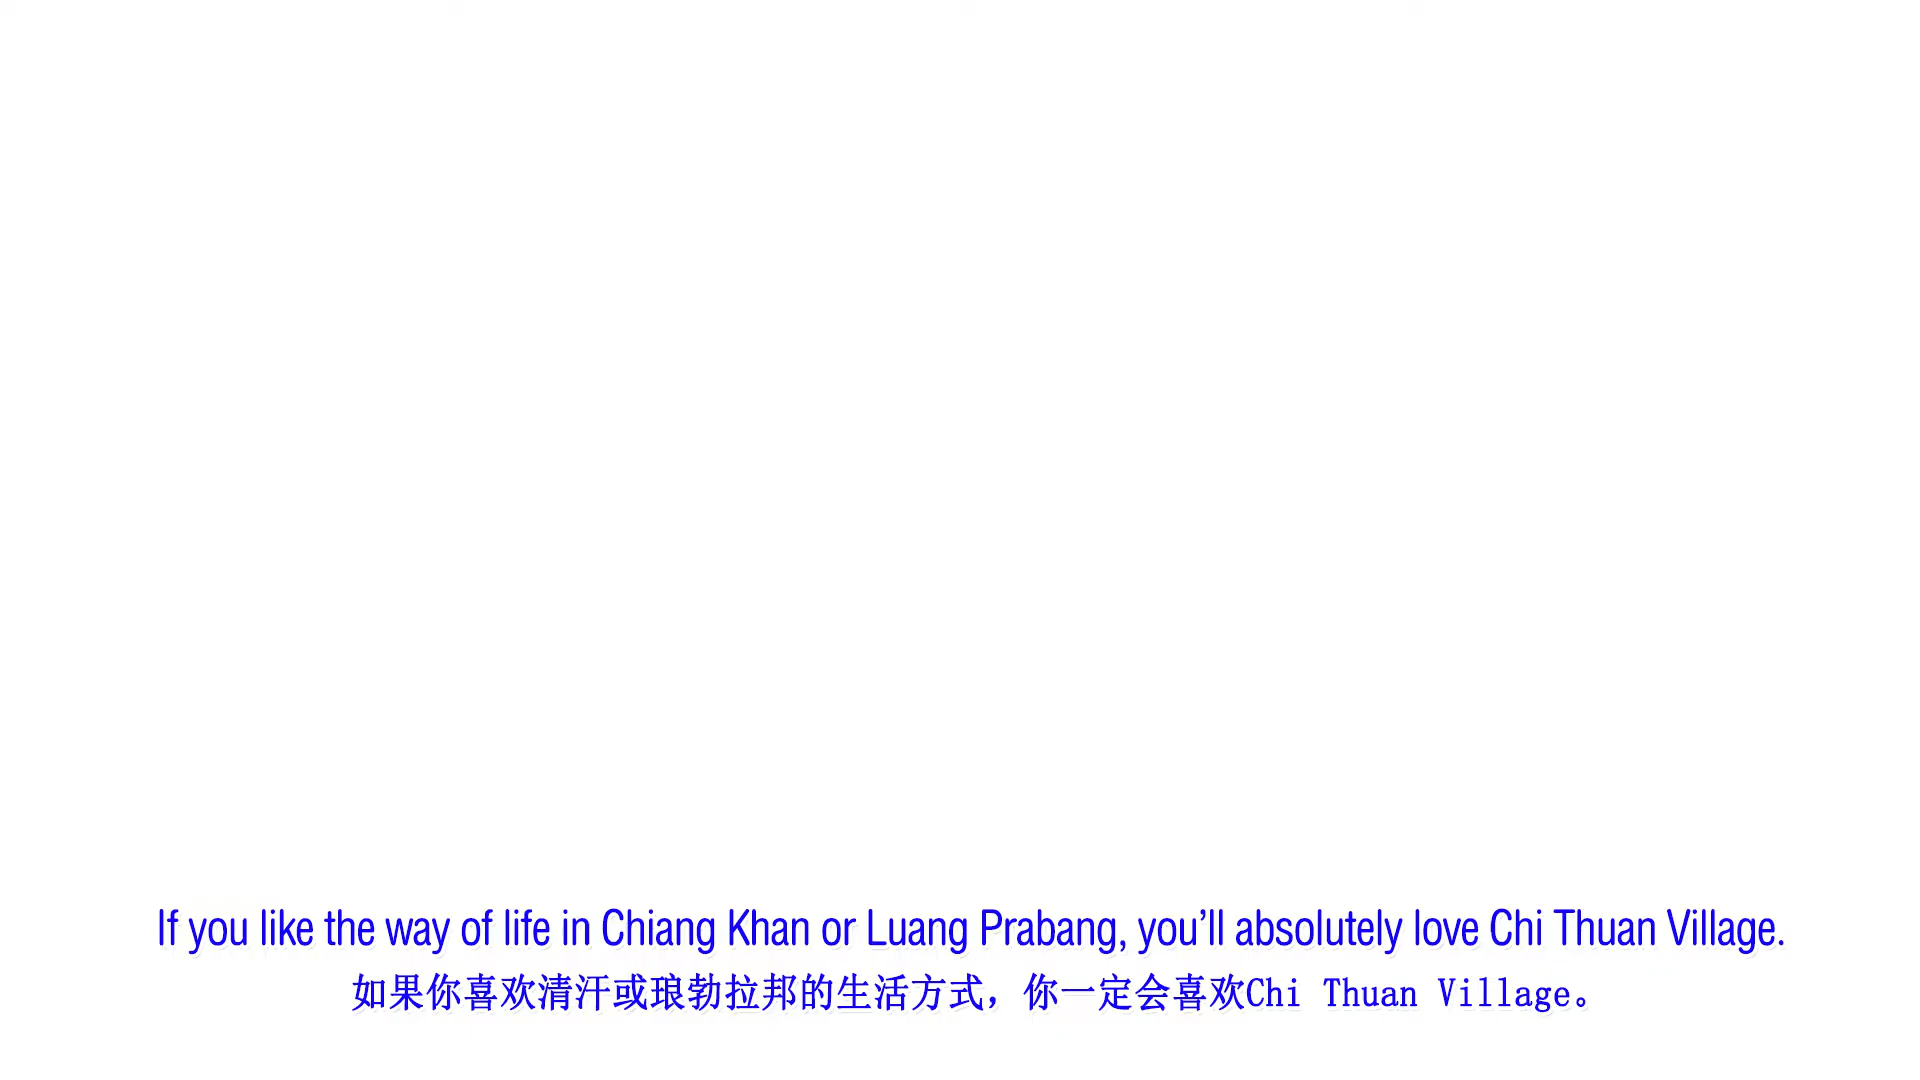 If you like the way of life in Chiang Khan or Luang Prabang, you’ll absolutely love Chi Thuan Village.
如果你喜欢清汗或琅勃拉邦的生活方式，你一定会喜欢Chi Thuan Village。